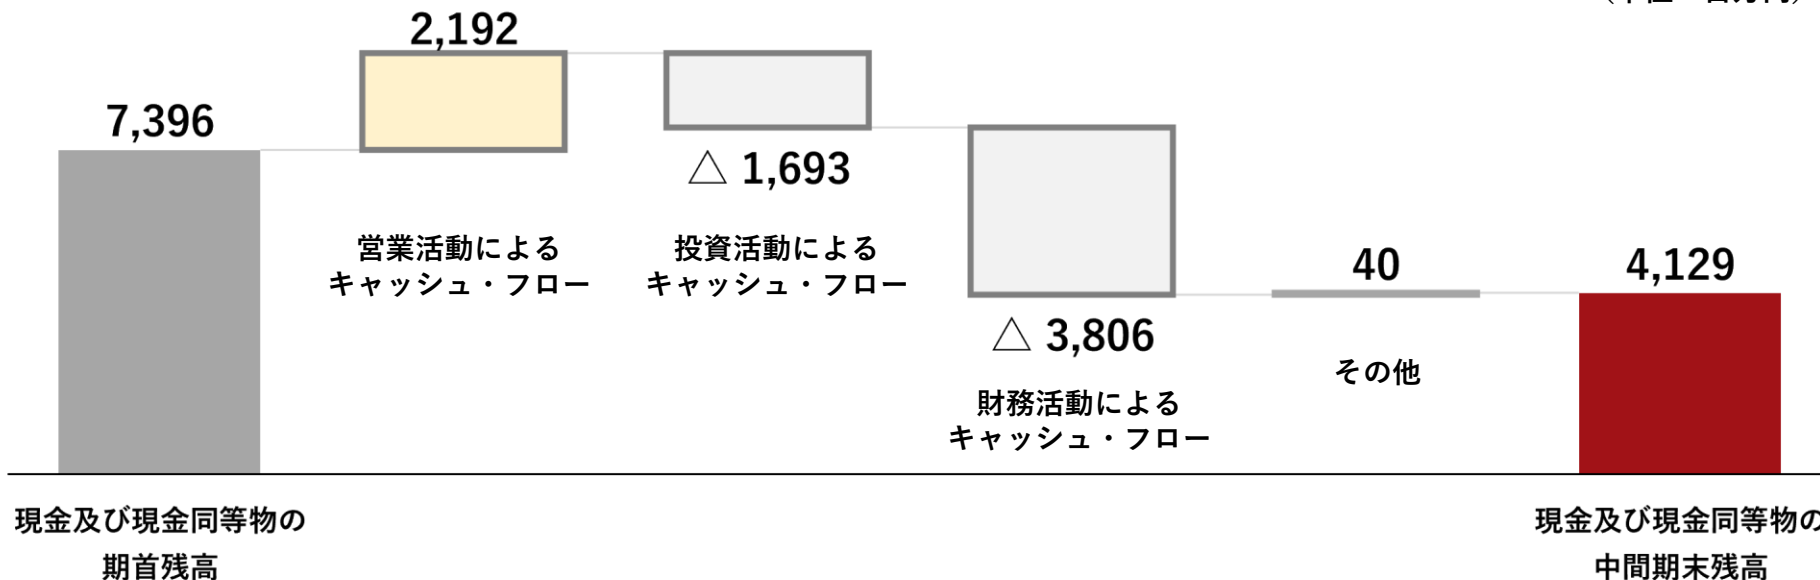 2,192
7,396
△ 1,693
営業活動による
キャッシュ・フロー
投資活動による
キャッシュ・フロー
40
4,129
△ 3,806
その他
財務活動による
キャッシュ・フロー
現金及び現金同等物の
期首残高
現金及び現金同等物の
中間期末残高